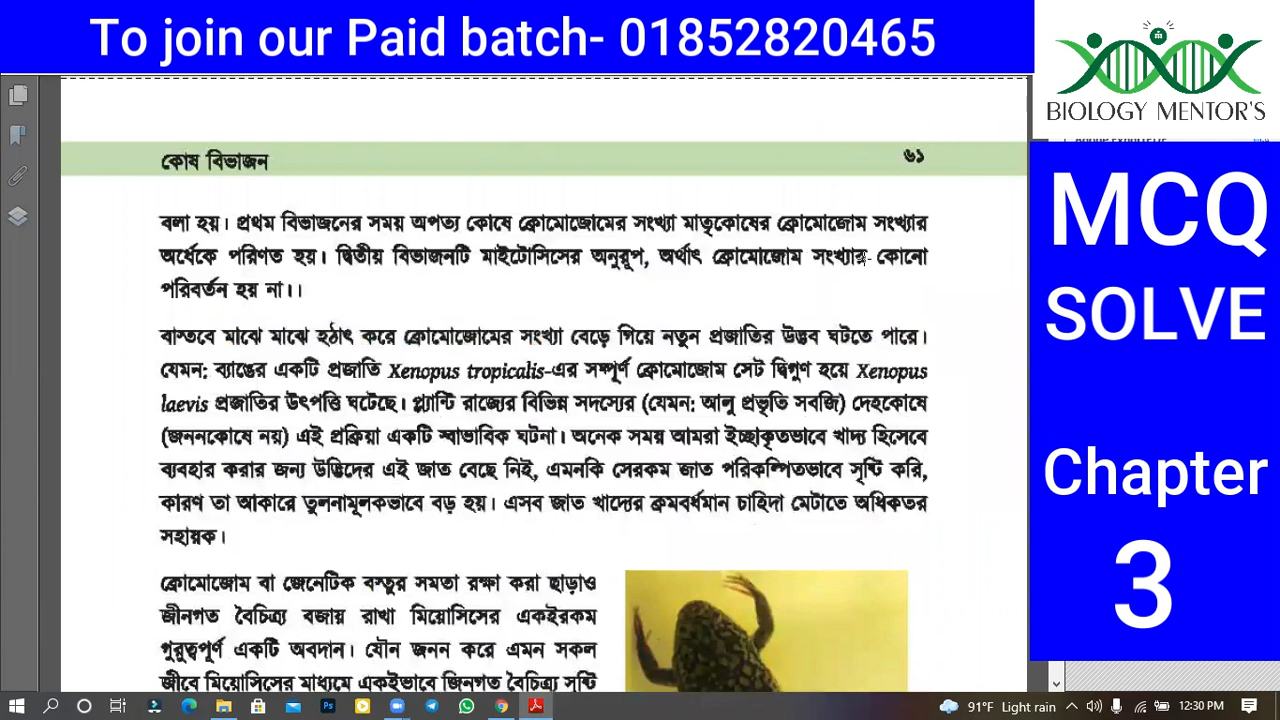 To join our Paid batch- 01852820465
BIOLOGY MENTOR'S
MCQ
SOLVE
Chapter
3
কোষ বিভাজন
৬১
বলা হয়। প্রথম বিভাজনের সময় অপত্য কোষে ক্রোমোজোমের সংখ্যা মাতৃকোষের ক্রোমোজোম সংখ্যার
অর্ধেকে পরিণত হয়। দ্বিতীয় বিভাজনটি মাইটোসিসের অনুরূপ, অর্থাৎ ক্রোমোজোম সংখ্যার কোনো
পরিবর্তন হয় না।।
বাস্তবে মাঝে মাঝে হঠাৎ করে ক্রোমোজোমের সংখ্যা বেড়ে গিয়ে নতুন প্রজাতির উদ্ভব ঘটতে পারে।
যেমন: ব্যাঙের একটি প্রজাতি Xenopus tropicalis-এর সম্পূর্ণ ক্রোমোজোম সেট দ্বিগুণ হয়ে Xenopus
laevis প্রজাতির উৎপত্তি ঘটেছে। প্ল্যান্টি রাজ্যের বিভিন্ন সদস্যের (যেমন: আলু প্রভৃতি সবজি) দেহকোষে
(জননকোষে নয়) এই প্রক্রিয়া একটি স্বাভাবিক ঘটনা। অনেক সময় আমরা ইচ্ছাকৃতভাবে খাদ্য হিসেবে
ব্যবহার করার জন্য উদ্ভিদের এই জাত বেছে নিই, এমনকি সেরকম জাত পরিকল্পিতভাবে সৃষ্টি করি,
কারণ তা আকারে তুলনামূলকভাবে বড় হয়। এসব জাত খাদ্যের ক্রমবর্ধমান চাহিদা মেটাতে অধিকতর
সহায়ক।
ক্রোমোজোম বা জেনেটিক বস্তুর সমতা রক্ষা করা ছাড়াও
জীনগত বৈচিত্র্য বজায় রাখা মিয়োসিসের একইরকম
গুরুত্বপূর্ণ একটি অবদান। যৌন জনন করে এমন সকল
জীবে মিয়োসিসের মাধ্যমে একইভাবে জিনগত বৈচিত্র্য সৃষ্টি
91°F Light rain
12:30 PM